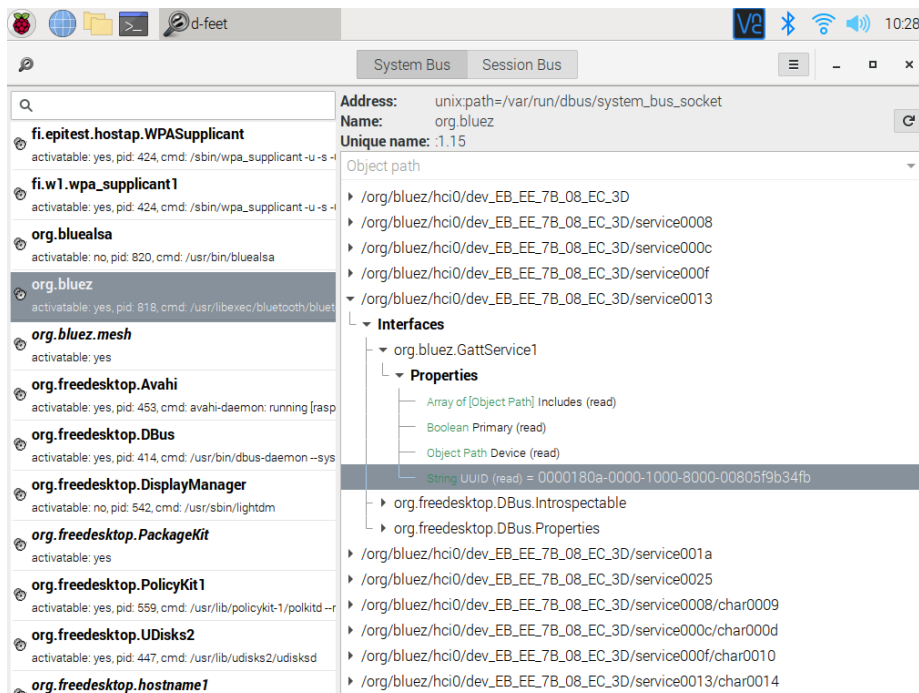 d-feet
10:28
System Bus
Session Bus
Address: unix:path=/var/run/dbus/system_bus_socket
Name: org.bluez
Unique name: :1.15
Object path
fi.epitest.hostap.WPASupplicant
activatable: yes, pid: 424, cmd: /sbin/wpa_supplicant -u -s -
fi.w1.wpa_supplicant1
activatable: yes, pid: 424, cmd: /sbin/wpa_supplicant -u -s -
org.bluealsa
activatable: no, pid: 820, cmd: /usr/bin/bluealsa
org.bluez
activatable: yes, pid: 818, cmd: /usr/libexec/bluetooth/bluet
org.bluez.mesh
activatable: yes
org.freedesktop.Avahi
activatable: yes, pid: 453, cmd: avahi-daemon: running [rasp
org.freedesktop.DBus
activatable: yes, pid: 414, cmd: /usr/bin/dbus-daemon --sys
org.freedesktop.DisplayManager
activatable: no, pid: 542, cmd: /usr/sbin/lightdm
org.freedesktop.PackageKit
activatable: yes
org.freedesktop.PolicyKit1
activatable: yes, pid: 559, cmd: /usr/lib/policykit-1/polkitd --r
org.freedesktop.UDisks2
activatable: yes, pid: 447, cmd: /usr/lib/udisks2/udisksd
org.freedesktop.hostname1
/org/bluez/hci0/dev_EB_EE_7B_08_EC_3D
/org/bluez/hci0/dev_EB_EE_7B_08_EC_3D/service0008
/org/bluez/hci0/dev_EB_EE_7B_08_EC_3D/service000c
/org/bluez/hci0/dev_EB_EE_7B_08_EC_3D/service000f
/org/bluez/hci0/dev_EB_EE_7B_08_EC_3D/service0013
Interfaces
org.bluez.GattService1
Properties
Array of [Object Path] Includes (read)
Boolean Primary (read)
Object Path Device (read)
String UUID (read) = 0000180a-0000-1000-8000-00805f9b34fb
org.freedesktop.DBus.Introspectable
org.freedesktop.DBus.Properties
/org/bluez/hci0/dev_EB_EE_7B_08_EC_3D/service001a
/org/bluez/hci0/dev_EB_EE_7B_08_EC_3D/service0025
/org/bluez/hci0/dev_EB_EE_7B_08_EC_3D/service0008/char0009
/org/bluez/hci0/dev_EB_EE_7B_08_EC_3D/service000c/char000d
/org/bluez/hci0/dev_EB_EE_7B_08_EC_3D/service000f/char0010
/org/bluez/hci0/dev_EB_EE_7B_08_EC_3D/service0013/char0014